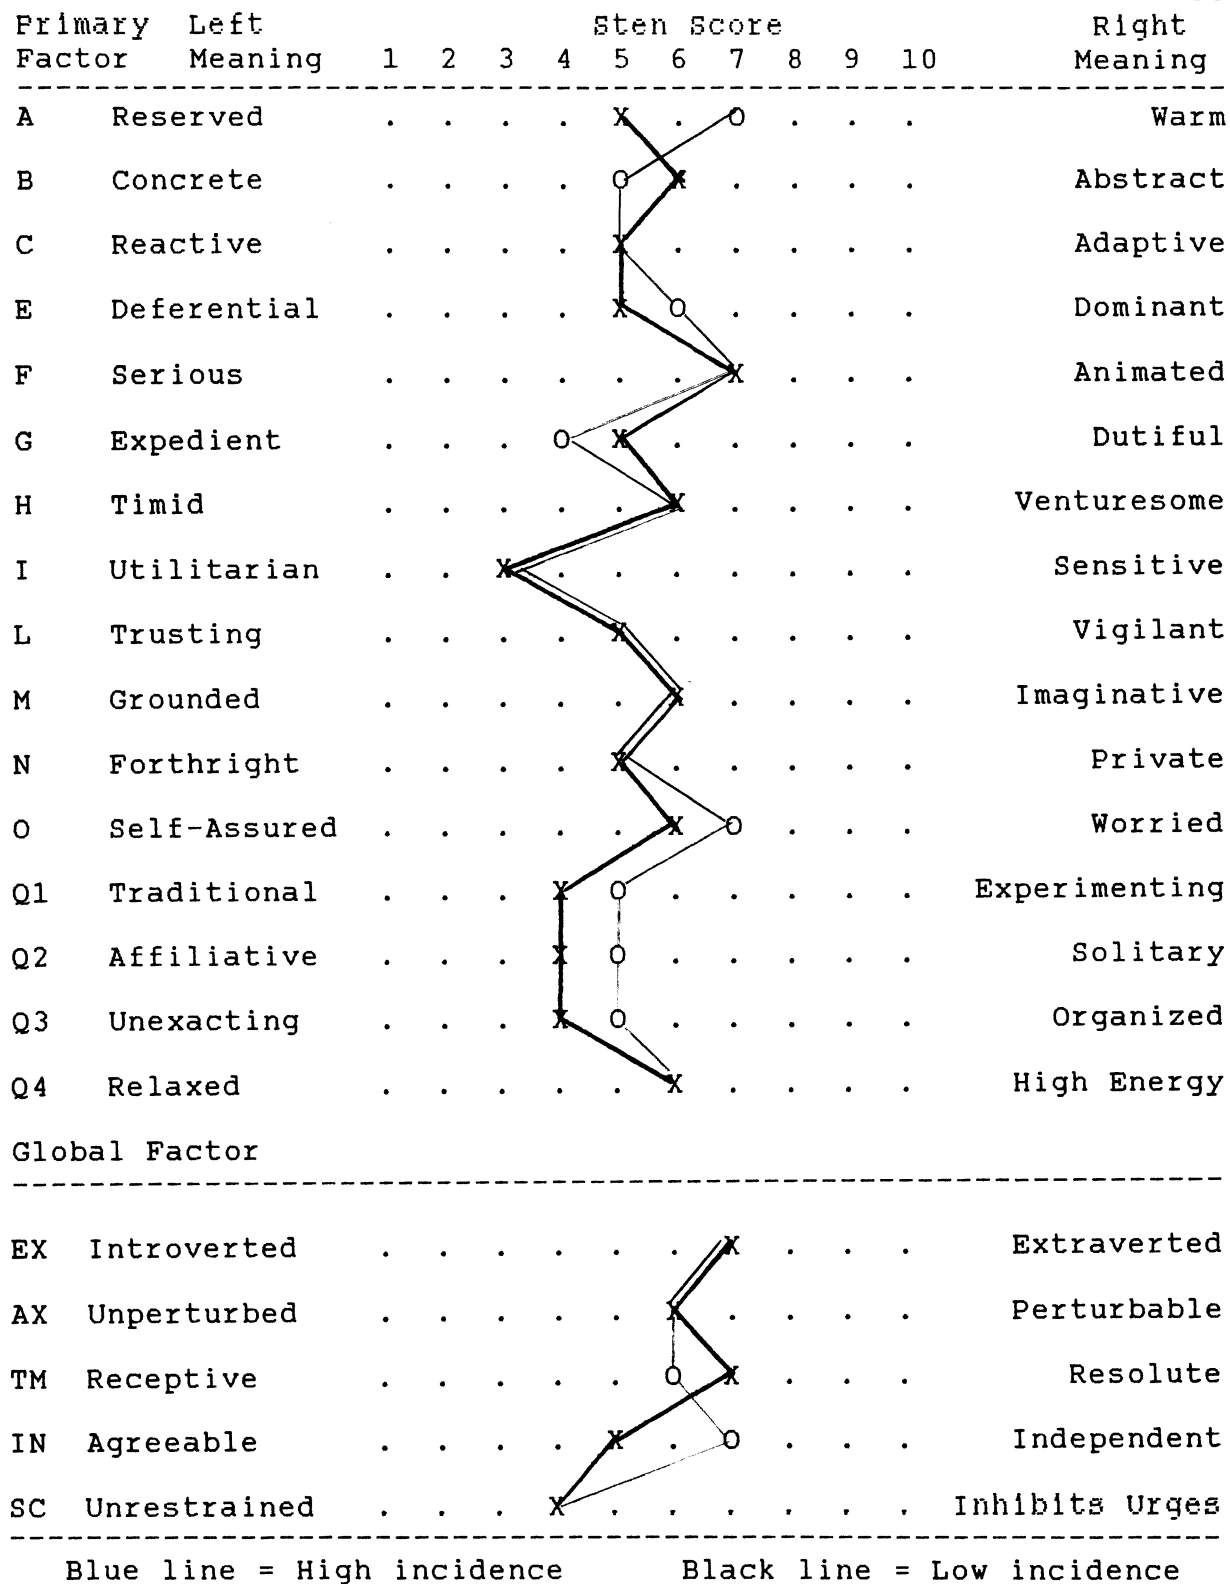 Primary Left Sten Score Right
Factor Meaning 1 2 3 4 5 6 7 8 9 10 Meaning
A Reserved . . . . X . O . . . Warm
B Concrete . . . . O X . . . . Abstract
C Reactive . . . . X . . . . . Adaptive
E Deferential . . . . X O . . . . Dominant
F Serious . . . . . . X . . . Animated
G Expedient . . . O X . . . . . Dutiful
H Timid . . . . . X . . . . Venturesome
I Utilitarian . . X . . . . . . . Sensitive
L Trusting . . . . X . . . . . Vigilant
M Grounded . . . . . X . . . . Imaginative
N Forthright . . . . X . . . . . Private
O Self-Assured . . . . . X O . . . Worried
Q1 Traditional . . . X O . . . . . Experimenting
Q2 Affiliative . . . X O . . . . . Solitary
Q3 Unexacting . . . X O . . . . . Organized
Q4 Relaxed . . . . . X . . . . High Energy
Global Factor
EX Introverted . . . . . . X . . . Extraverted
AX Unperturbed . . . . . X . . . . Perturbable
TM Receptive . . . . . O X . . . Resolute
IN Agreeable . . . . X . O . . . Independent
SC Unrestrained . . . X . . . . . . Inhibits Urges
Blue line = High incidence Black line = Low incidence